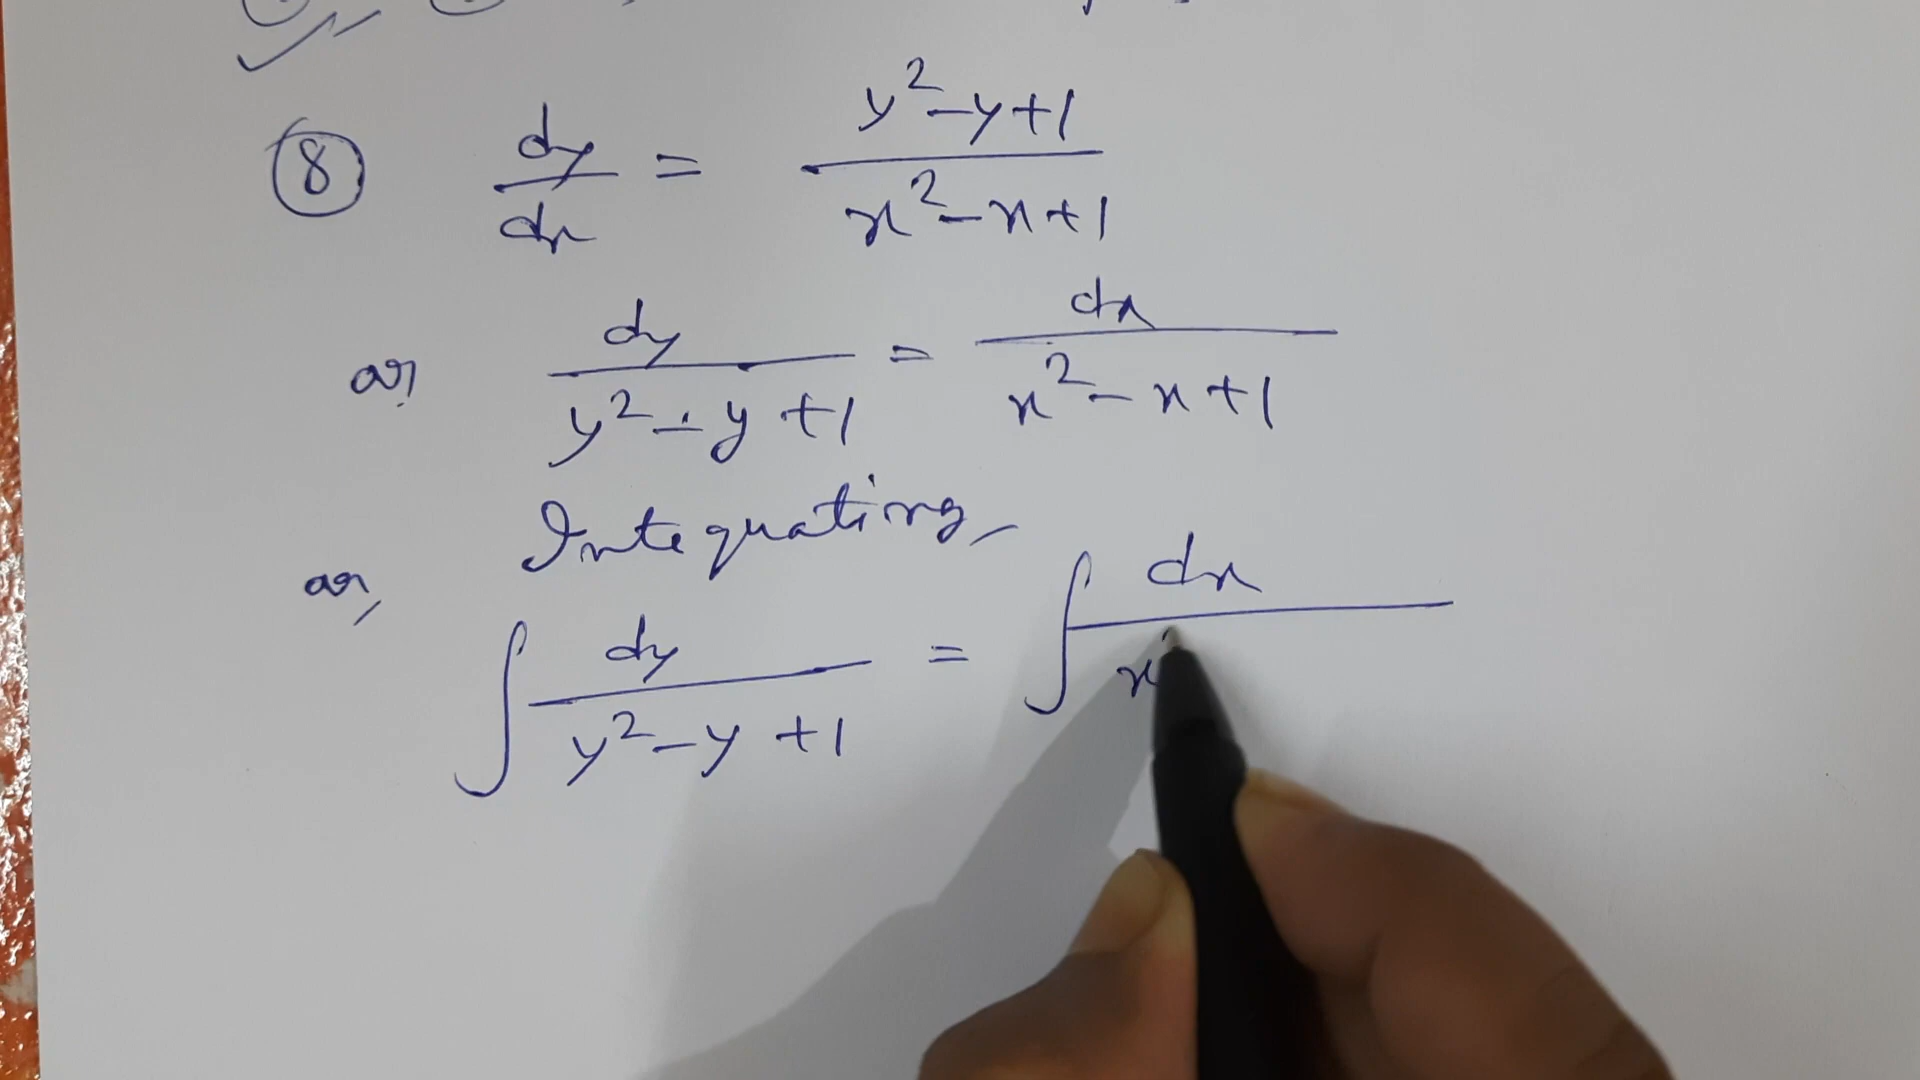 ⑧ dy/dx = y²-y+1/x²-x+1
or, dy/y²-y+1 = dx/x²-x+1
Integrating,
or, ∫ dy/y²-y+1 = ∫ dx/x²